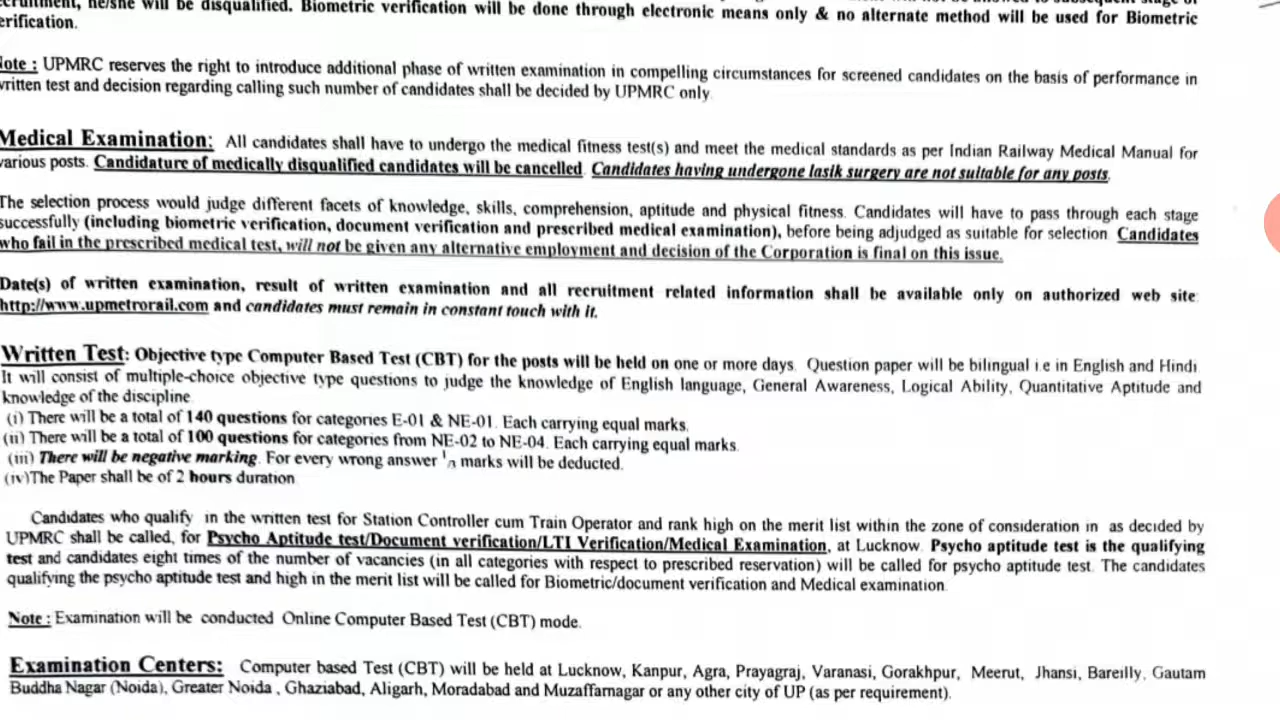 recruitment, he/she will be disqualified. Biometric verification will be done through electronic means only & no alternate method will be used for Biometric
erification.
ote : UPMRC reserves the right to introduce additional phase of written examination in compelling circumstances for screened candidates on the basis of performance in
written test and decision regarding calling such number of candidates shall be decided by UPMRC only.
Medical Examination: All candidates shall have to undergo the medical fitness test(s) and meet the medical standards as per Indian Railway Medical Manual for
various posts. Candidature of medically disqualified candidates will be cancelled. Candidates having undergone lasik surgery are not suitable for any posts.
The selection process would judge different facets of knowledge, skills, comprehension, aptitude and physical fitness. Candidates will have to pass through each stage
successfully (including biometric verification, document verification and prescribed medical examination), before being adjudged as suitable for selection. Candidates
who fail in the prescribed medical test, will not be given any alternative employment and decision of the Corporation is final on this issue.
Date(s) of written examination, result of written examination and all recruitment related information shall be available only on authorized web site:
http://www.upmetrorail.com and candidates must remain in constant touch with it.
Written Test: Objective type Computer Based Test (CBT) for the posts will be held on one or more days. Question paper will be bilingual i.e in English and Hindi.
It will consist of multiple-choice objective type questions to judge the knowledge of English language, General Awareness, Logical Ability, Quantitative Aptitude and
knowledge of the discipline.
(i) There will be a total of 140 questions for categories E-01 & NE-01. Each carrying equal marks.
(ii) There will be a total of 100 questions for categories from NE-02 to NE-04. Each carrying equal marks.
(iii) There will be negative marking. For every wrong answer marks will be deducted.
(iv)The Paper shall be of 2 hours duration
Candidates who qualify in the written test for Station Controller cum Train Operator and rank high on the merit list within the zone of consideration in as decided by
UPMRC shall be called, for Psycho Aptitude test/Document verification/LTI Verification/Medical Examination, at Lucknow. Psycho aptitude test is the qualifying
test and candidates eight times of the number of vacancies (in all categories with respect to prescribed reservation) will be called for psycho aptitude test. The candidates
qualifying the psycho aptitude test and high in the merit list will be called for Biometric/document verification and Medical examination.
Note : Examination will be conducted Online Computer Based Test (CBT) mode.
Examination Centers: Computer based Test (CBT) will be held at Lucknow, Kanpur, Agra, Prayagraj, Varanasi, Gorakhpur, Meerut, Jhansi, Bareilly, Gautam
Buddha Nagar (Noida), Greater Noida , Ghaziabad, Aligarh, Moradabad and Muzaffarnagar or any other city of UP (as per requirement).